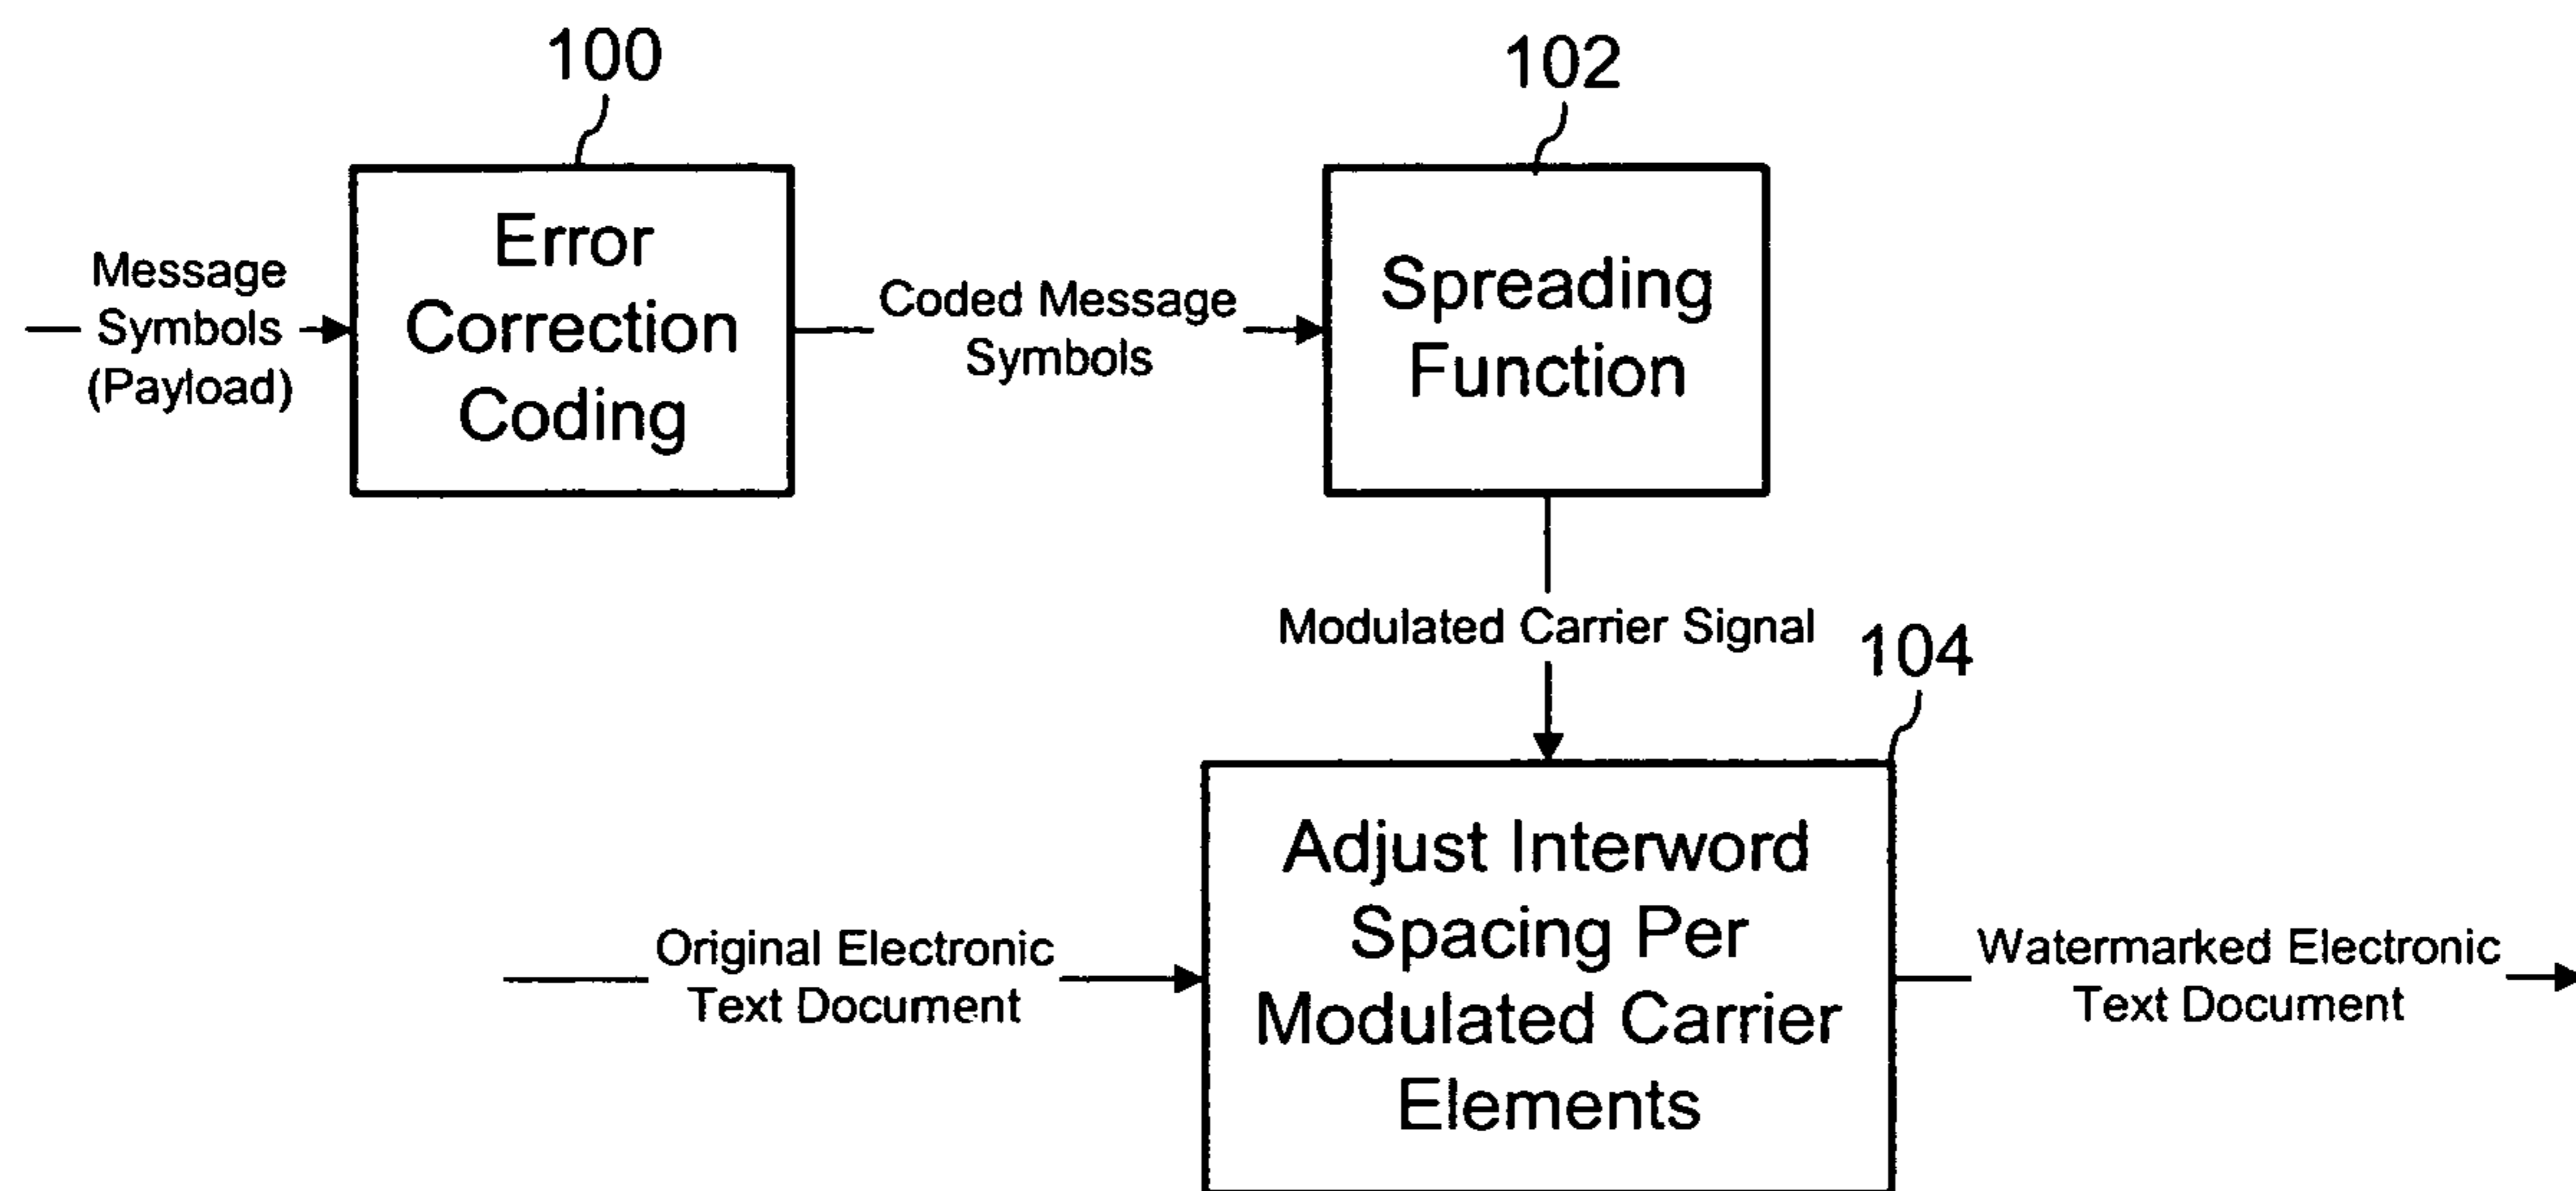 100
102
Message
Symbols
(Payload)
Error
Correction
Coding
Coded Message
Symbols
Spreading
Function
Modulated Carrier Signal
104
Original Electronic
Text Document
Adjust Interword
Spacing Per
Modulated Carrier
Elements
Watermarked Electronic
Text Document